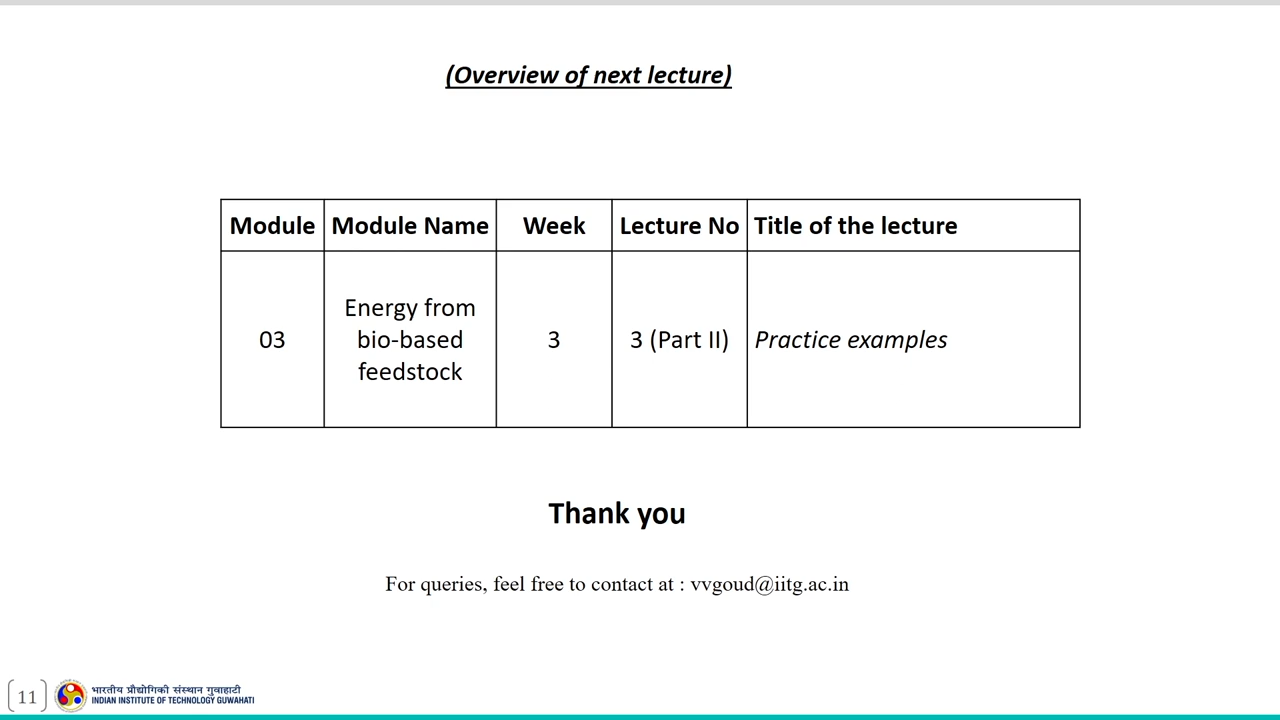 (Overview of next lecture)
Module Module Name Week Lecture No Title of the lecture
03 Energy from bio-based feedstock 3 3 (Part II) Practice examples
Thank you
For queries, feel free to contact at : vvgoud@iitg.ac.in
11
भारतीय प्रौद्योगिकी संस्थान गुवाहाटी
INDIAN INSTITUTE OF TECHNOLOGY GUWAHATI